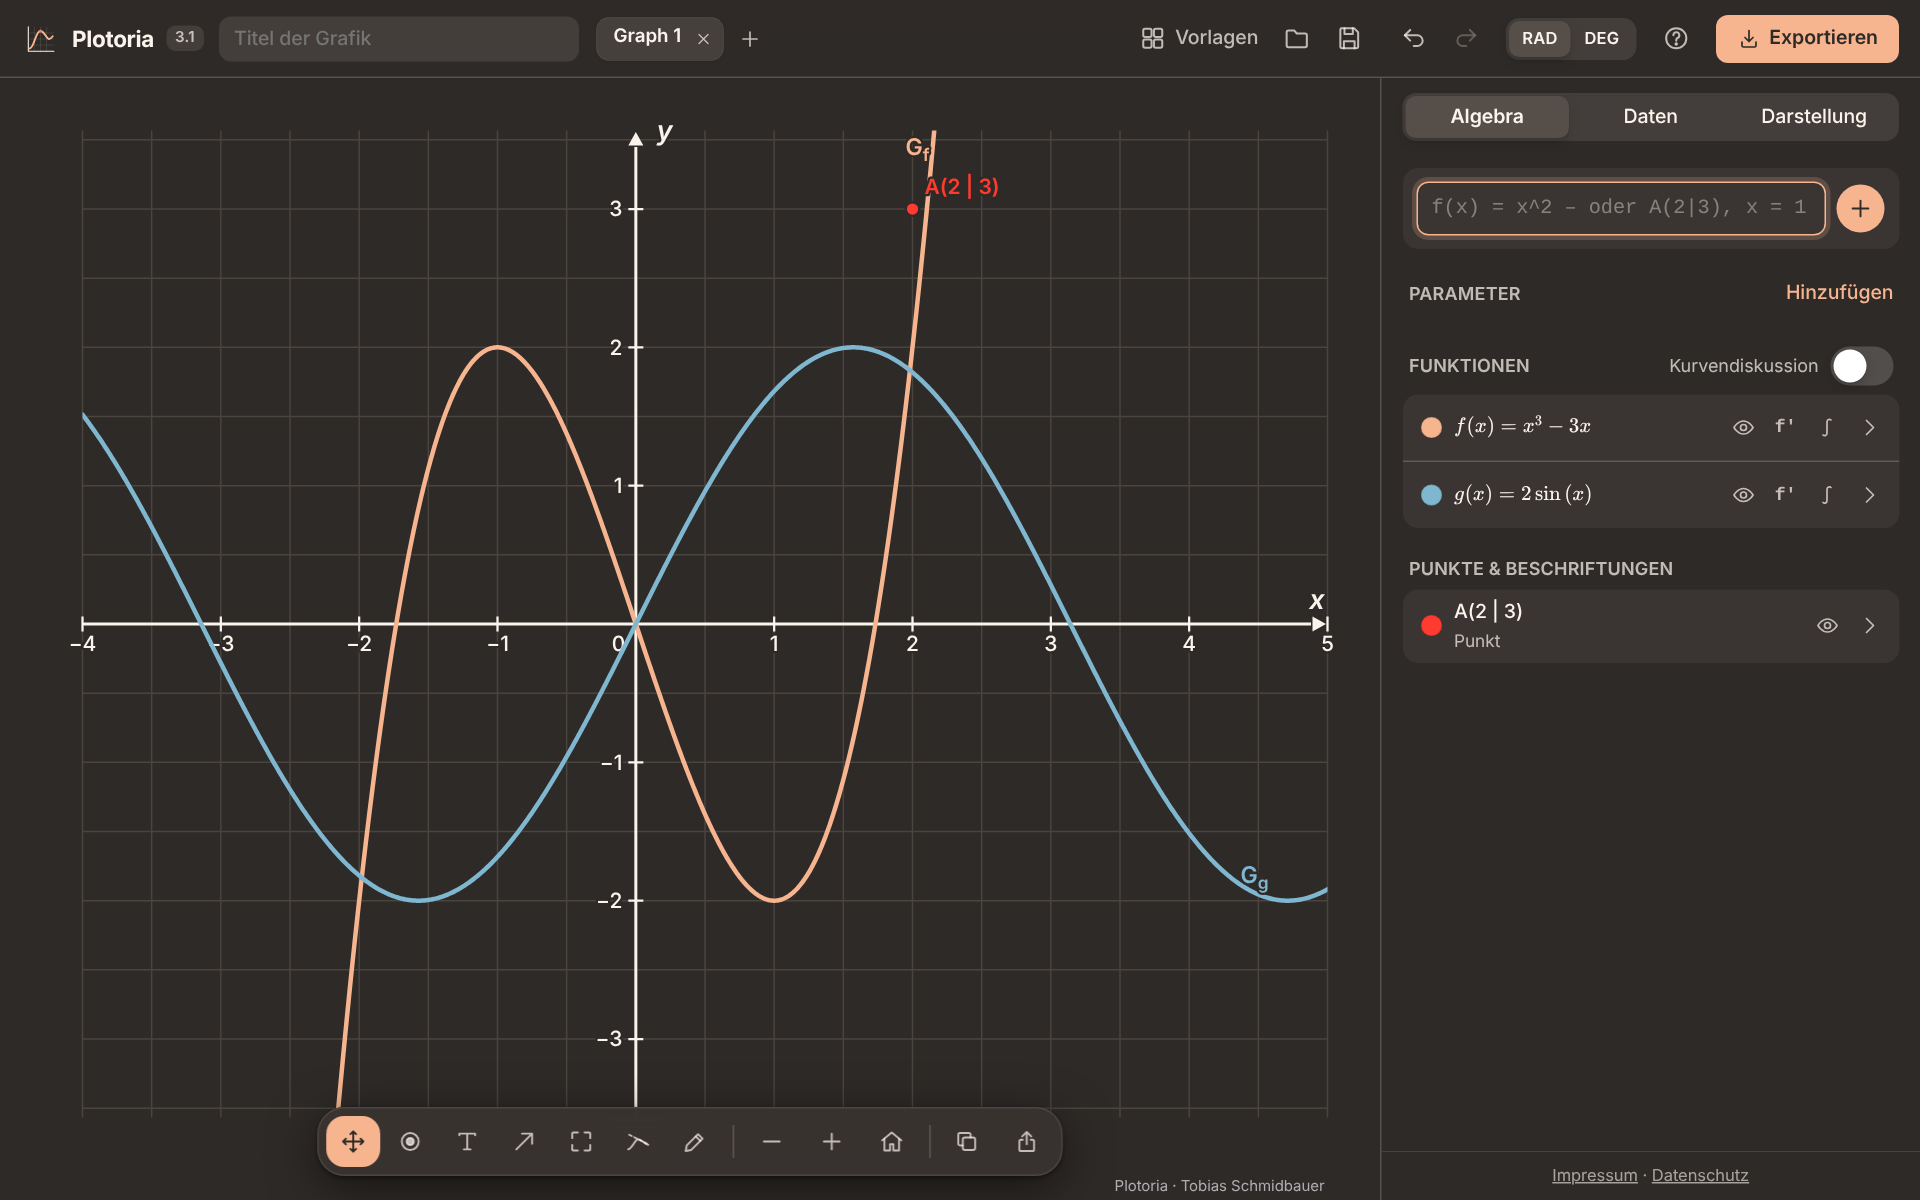 Plotoria 3.1 Titel der Grafik Graph 1 Vorlagen RAD DEG Exportieren
y
G_f
A(2 | 3)
3
2
1
x
−4 −3 −2 −1 0 1 2 3 4 5
−1
G_g
−2
−3
Plotoria · Tobias Schmidbauer
Algebra Daten Darstellung
f(x) = x^2 – oder A(2|3), x = 1
PARAMETER Hinzufügen
FUNKTIONEN Kurvendiskussion
f(x) = x³ − 3x f' ∫
g(x) = 2 sin (x) f' ∫
PUNKTE & BESCHRIFTUNGEN
A(2 | 3)
Punkt
Impressum · Datenschutz